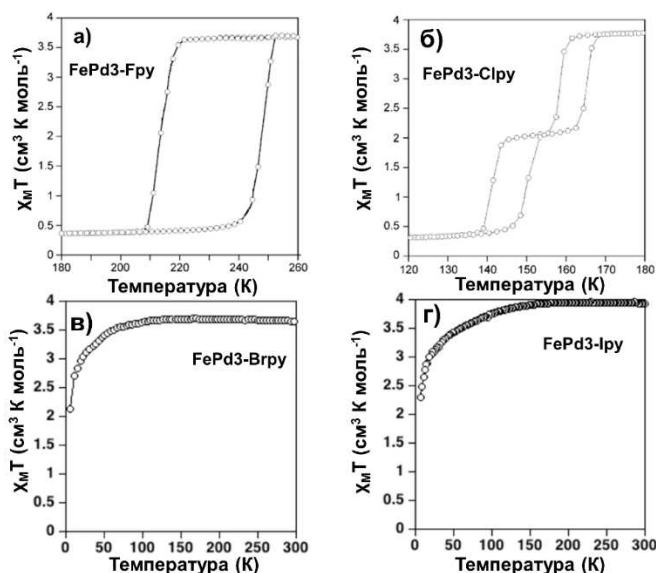 а)
FePd3-Fpy
χMT (см³ К моль⁻¹)
4
3.5
3
2.5
2
1.5
1
0.5
0
180 200 220 240 260
Температура (К)
б)
FePd3-Clpy
χMT (см³ К моль⁻¹)
4
3.5
3
2.5
2
1.5
1
0.5
0
120 130 140 150 160 170 180
Температура (К)
в)
FePd3-Brpy
χMT (см³ К моль⁻¹)
4
3.5
3
2.5
2
1.5
1
0.5
0
0 50 100 150 200 250 300
Температура (К)
г)
FePd3-Ipy
χMT (см³ К моль⁻¹)
4
3.5
3
2.5
2
1.5
1
0.5
0
0 50 100 150 200 250 300
Температура (К)